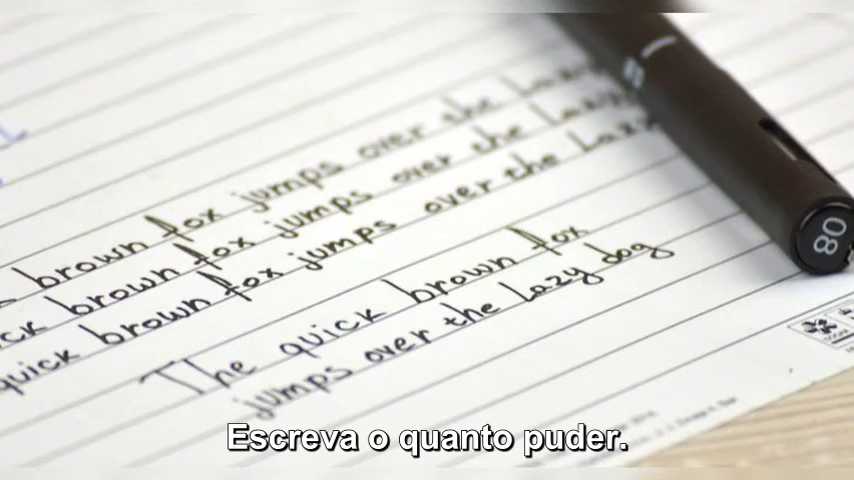 brown fox jumps over the Lazy
brown fox jumps over the Lazy
quick brown fox jumps over the Lazy
The quick brown fox
jumps over the Lazy dog
80
Escreva o quanto puder.